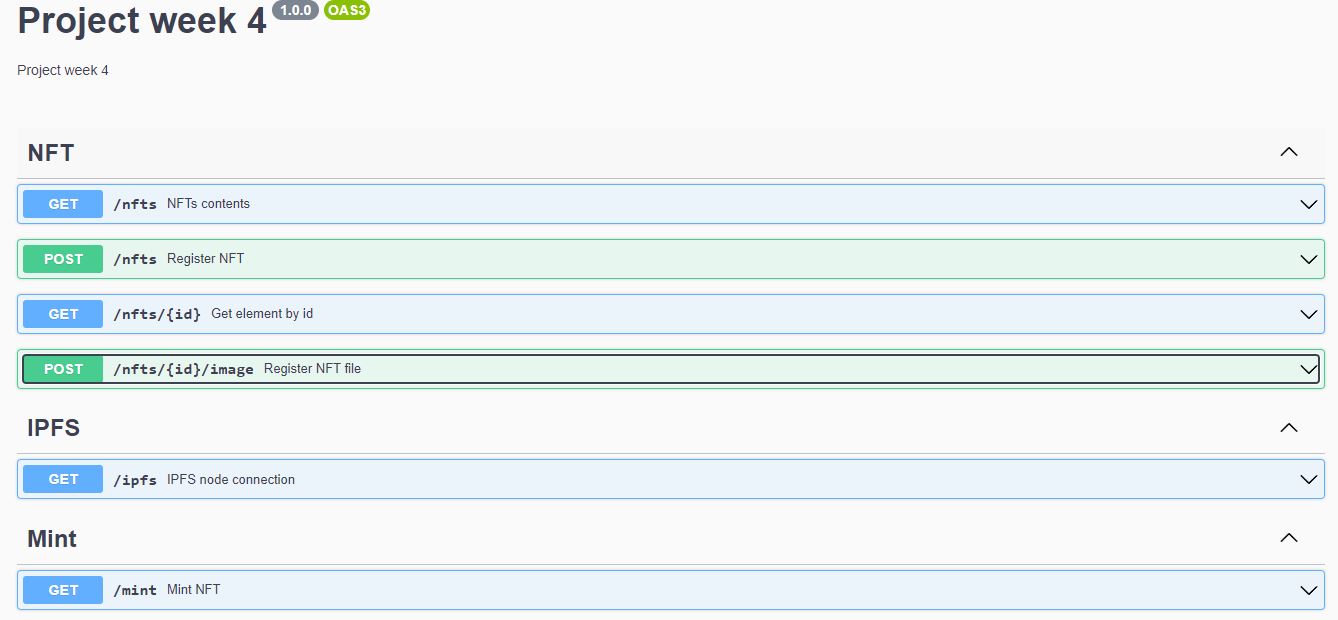 Project week 4 1.0.0 OAS3
Project week 4
NFT
GET /nfts NFTs contents
POST /nfts Register NFT
GET /nfts/{id} Get element by id
POST /nfts/{id}/image Register NFT file
IPFS
GET /ipfs IPFS node connection
Mint
GET /mint Mint NFT